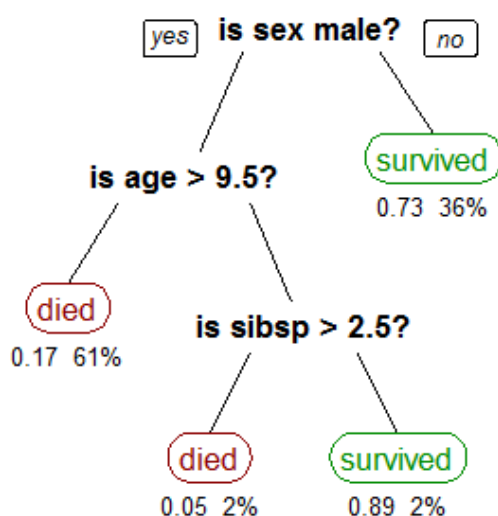 yes is sex male? no
survived
is age > 9.5?
0.73 36%
died
is sibsp > 2.5?
0.17 61%
died survived
0.05 2% 0.89 2%